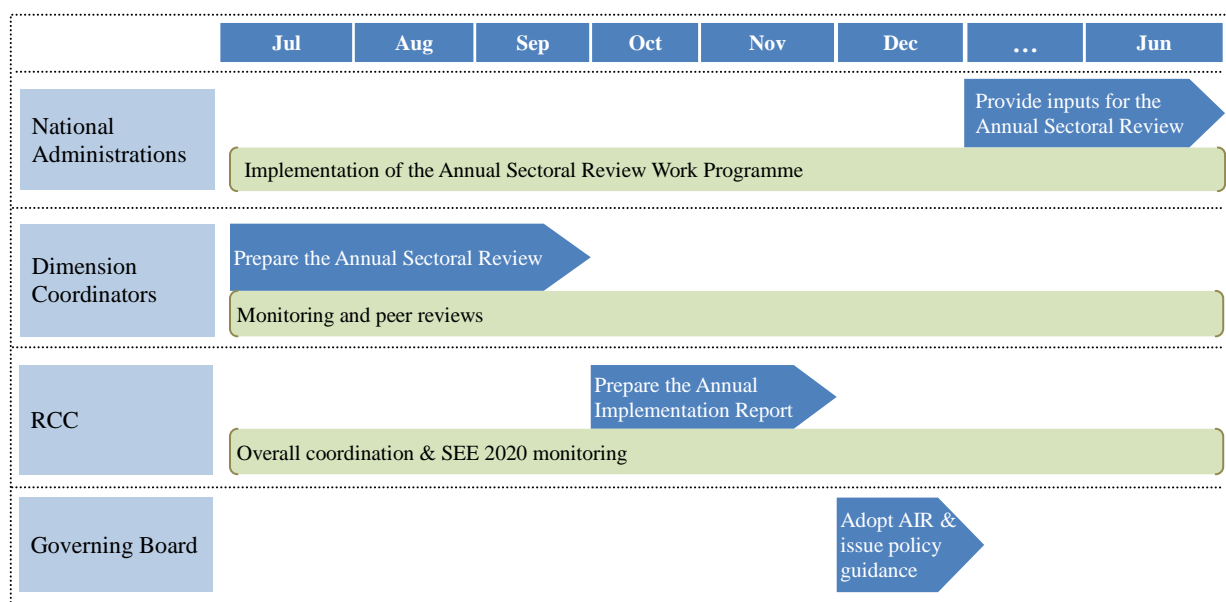 Jul Aug Sep Oct Nov Dec … Jun
National
Administrations
Provide inputs for the
Annual Sectoral Review
Implementation of the Annual Sectoral Review Work Programme
Dimension
Coordinators
Prepare the Annual Sectoral Review
Monitoring and peer reviews
RCC
Prepare the Annual
Implementation Report
Overall coordination & SEE 2020 monitoring
Governing Board
Adopt AIR &
issue policy
guidance